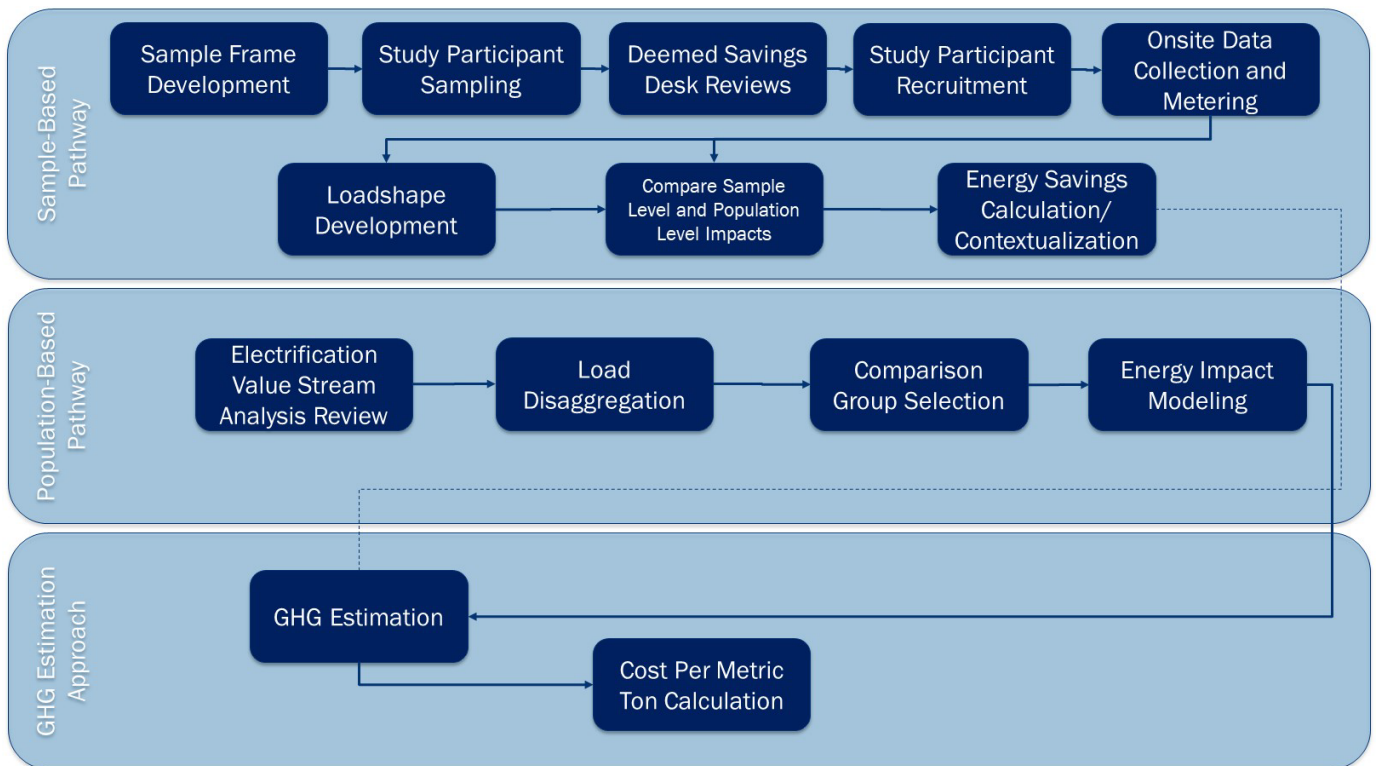 Sample-Based
Pathway
Sample Frame
Development
Study Participant
Sampling
Deemed Savings
Desk Reviews
Study Participant
Recruitment
Onsite Data
Collection and
Metering
Loadshape
Development
Compare Sample
Level and Population
Level Impacts
Energy Savings
Calculation/
Contextualization
Population-Based
Pathway
Electrification
Value Stream
Analysis Review
Load
Disaggregation
Comparison
Group Selection
Energy Impact
Modeling
GHG Estimation
Approach
GHG Estimation
Cost Per Metric
Ton Calculation